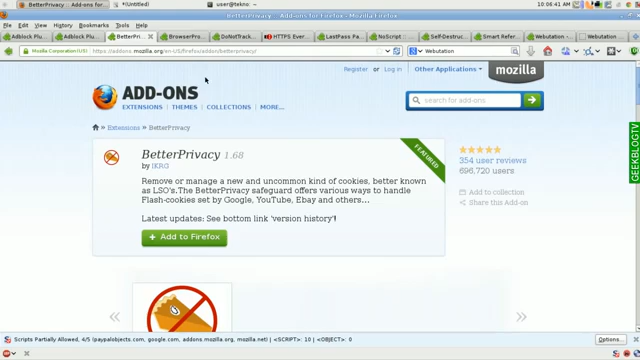 *(Untitled)
user@tekno:
10:06:41 AM
BetterPrivacy :: Add-ons for Firefox - Mozilla Firefox
File Edit View History Bookmarks Tools Help
Adblock Plu...
Adblock Plu...
BetterPri...
BrowserPro...
DoNotTrack...
HTTPS Ever...
LastPass Pa...
NoScript :...
Self-Destruc...
Smart Refer...
Webutation ...
Webutation ...
Mozilla Corporation (US)
https://addons.mozilla.org/en-US/firefox/addon/betterprivacy/
Webutation
Register or Log in
Other Applications
mozilla
ADD-ONS
EXTENSIONS THEMES COLLECTIONS MORE...
search for add-ons
Extensions » BetterPrivacy
BetterPrivacy 1.68
by IKRG
Remove or manage a new and uncommon kind of cookies, better known
as LSO's.The BetterPrivacy safeguard offers various ways to handle
Flash-cookies set by Google, YouTube, Ebay and others...
Latest updates: See bottom link 'version history'!
+ Add to Firefox
FEATURED
354 user reviews
696,720 users
Add to collection
Share this Add-on
GEEKBLOGTV
Scripts Partially Allowed, 4/5 (paypalobjects.com, google.com, addons.mozilla.org, mozilla.net) | <SCRIPT>: 10 | <OBJECT>: 0
Options...